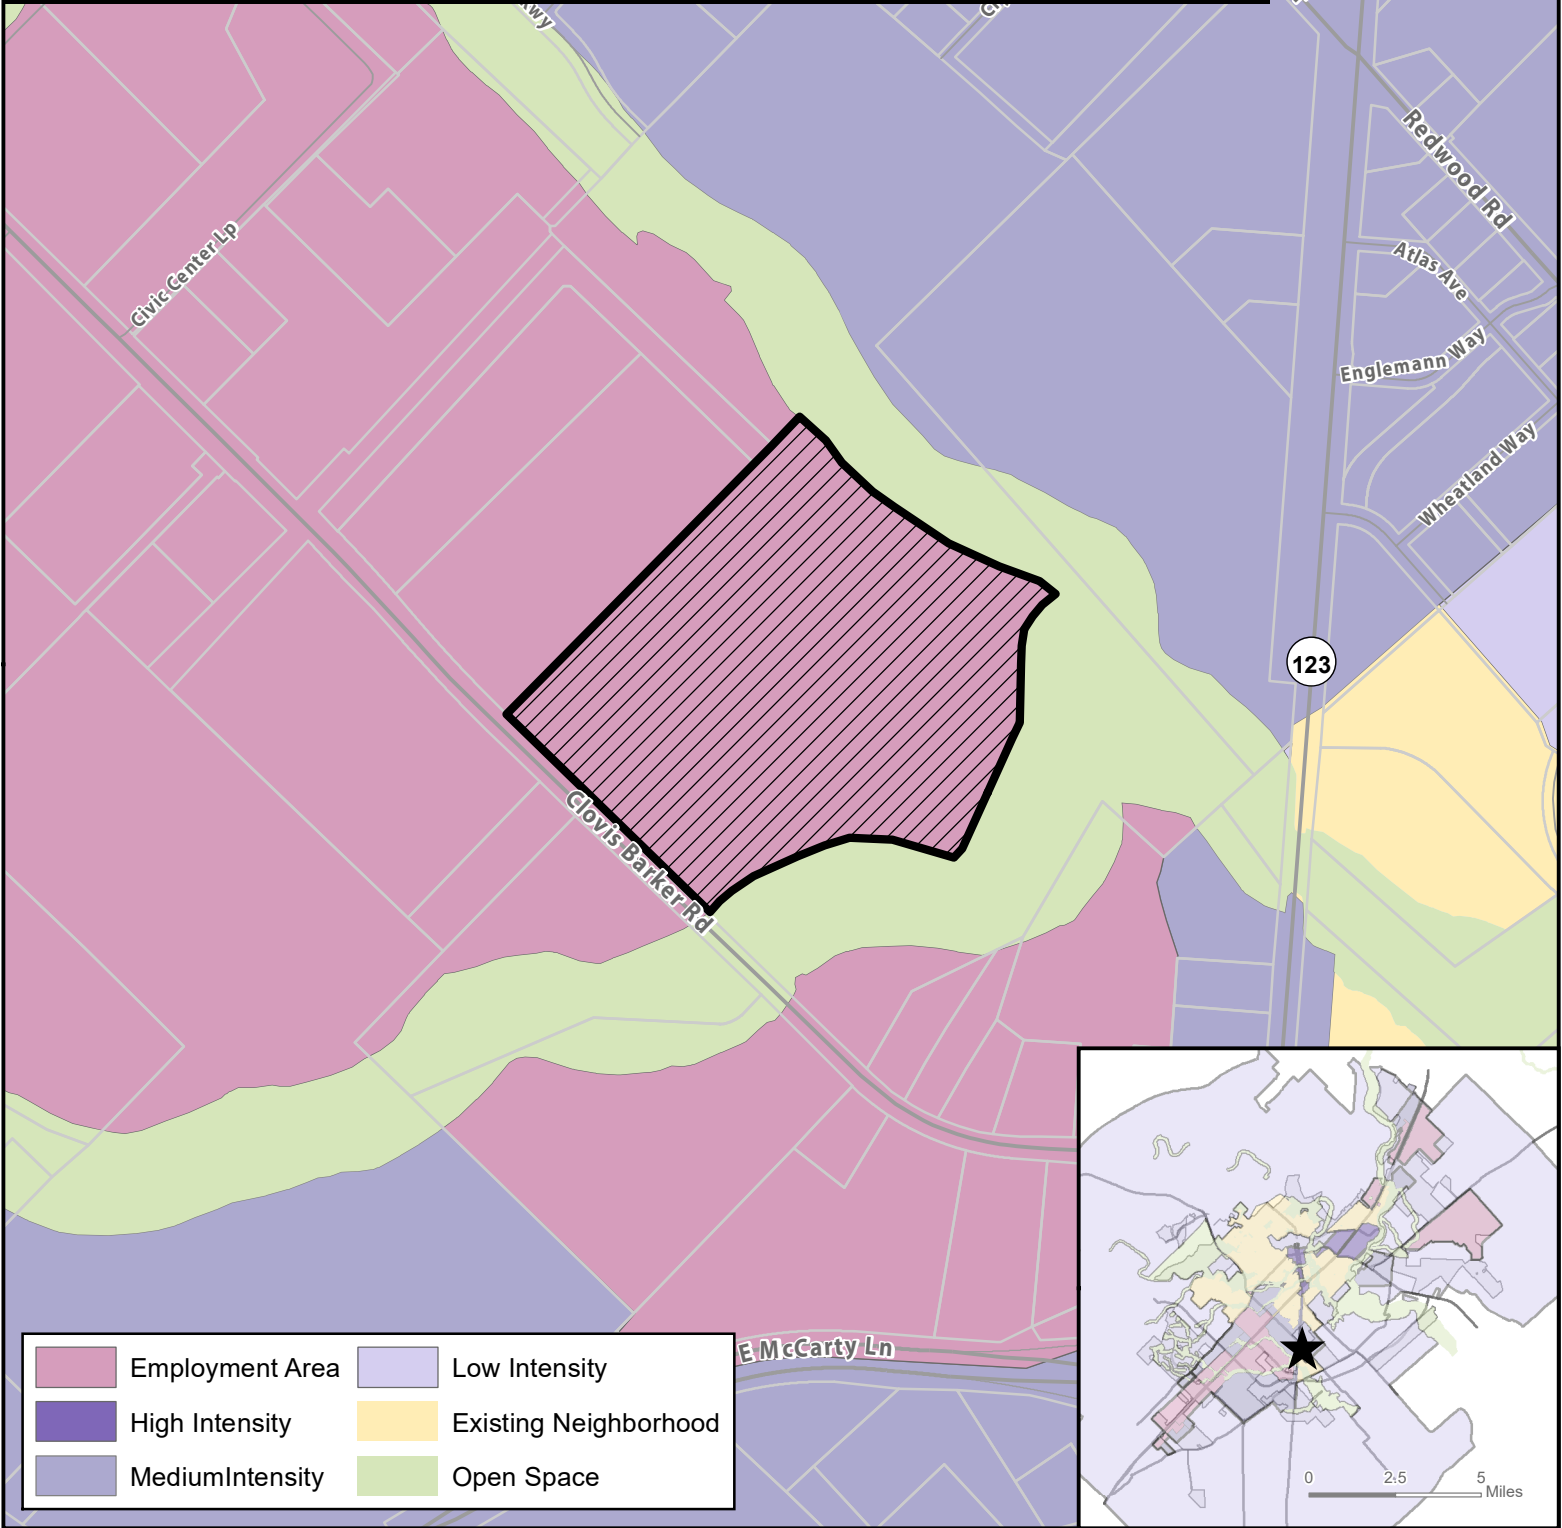 kwy
Redwood Rd
Civic Center Lp
Atlas Ave
Englemann Way
Wheatland Way
123
Clovis Barker Rd
E McCarty Ln
Employment Area
Low Intensity
High Intensity
Existing Neighborhood
MediumIntensity
Open Space
0 2.5 5
Miles